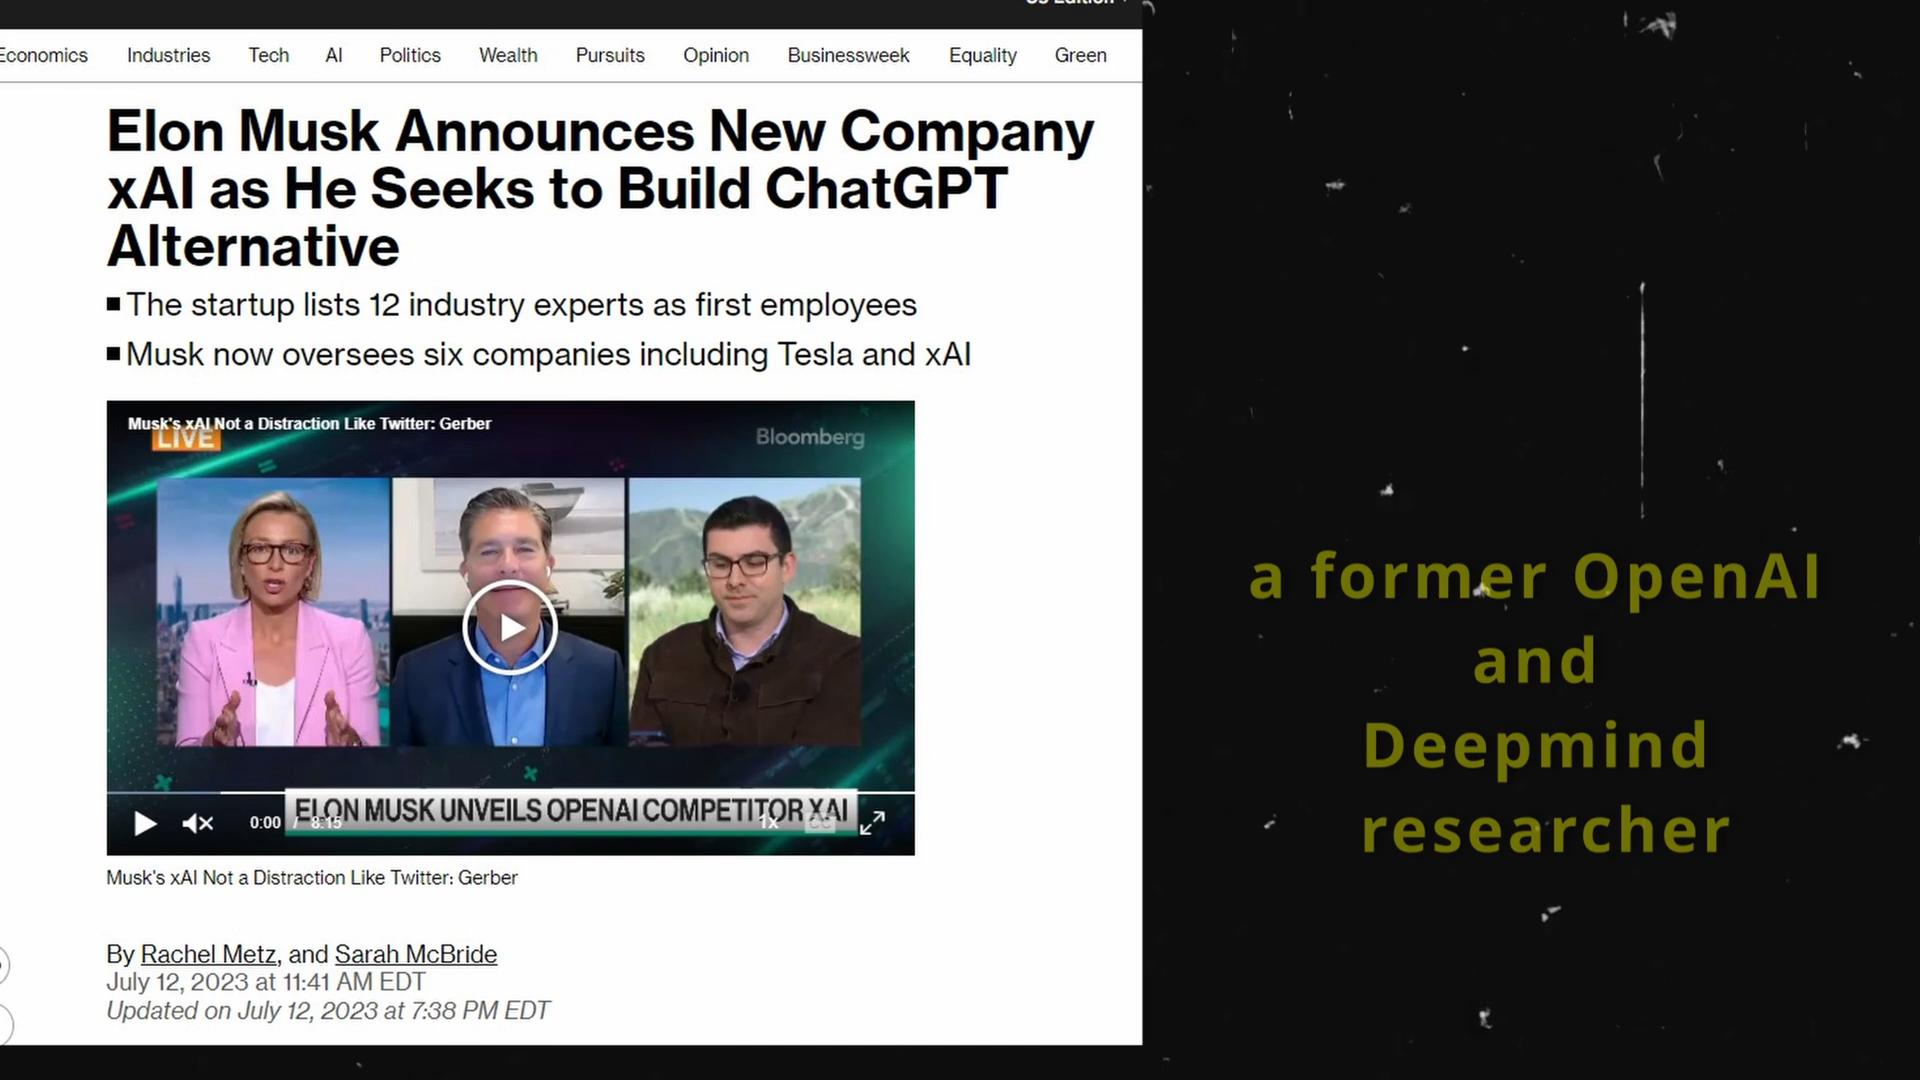 US Edition
Economics Industries Tech AI Politics Wealth Pursuits Opinion Businessweek Equality Green
Elon Musk Announces New Company
xAI as He Seeks to Build ChatGPT
Alternative
The startup lists 12 industry experts as first employees
Musk now oversees six companies including Tesla and xAI
Musk's xAI Not a Distraction Like Twitter: Gerber
LIVE
Bloomberg
ELON MUSK UNVEILS OPENAI COMPETITOR XAI
0:00 / 8:15 1x CC
Musk's xAI Not a Distraction Like Twitter: Gerber
By Rachel Metz, and Sarah McBride
July 12, 2023 at 11:41 AM EDT
Updated on July 12, 2023 at 7:38 PM EDT
a former OpenAI
and
Deepmind
researcher